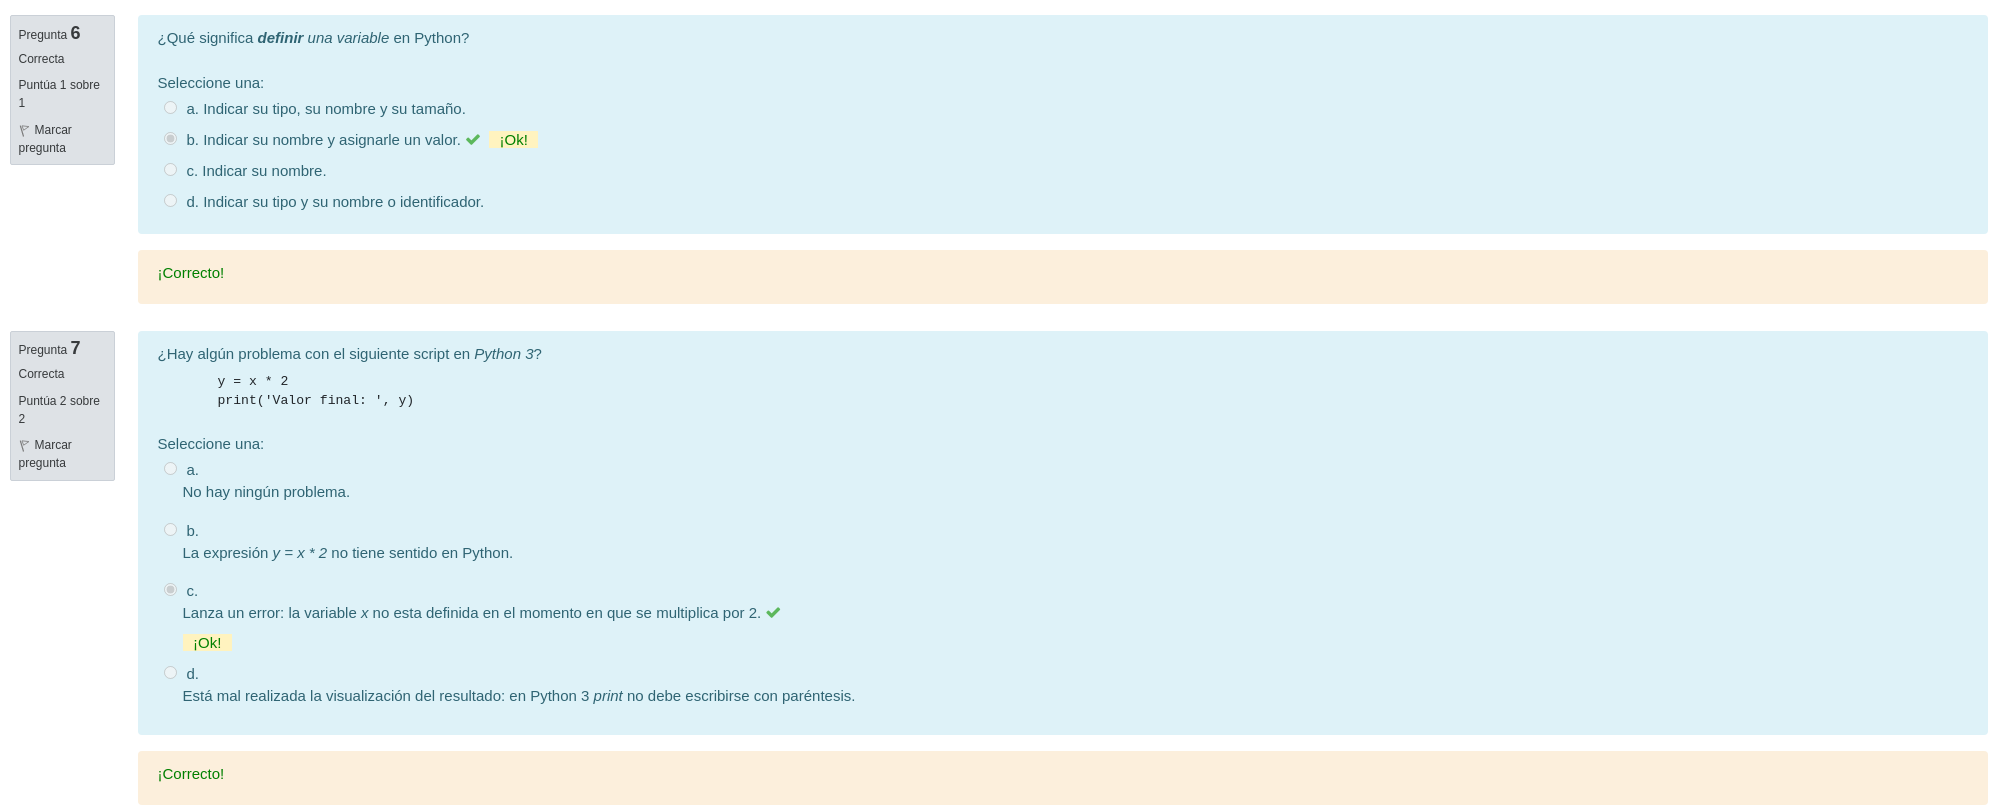 Pregunta 6
Correcta
Puntúa 1 sobre
1
Marcar
pregunta
¿Qué significa definir una variable en Python?
Seleccione una:
a. Indicar su tipo, su nombre y su tamaño.
b. Indicar su nombre y asignarle un valor. ¡Ok!
c. Indicar su nombre.
d. Indicar su tipo y su nombre o identificador.
¡Correcto!
Pregunta 7
Correcta
Puntúa 2 sobre
2
Marcar
pregunta
¿Hay algún problema con el siguiente script en Python 3?
y = x * 2
print('Valor final: ', y)
Seleccione una:
a.
No hay ningún problema.
b.
La expresión y = x * 2 no tiene sentido en Python.
c.
Lanza un error: la variable x no esta definida en el momento en que se multiplica por 2.
¡Ok!
d.
Está mal realizada la visualización del resultado: en Python 3 print no debe escribirse con paréntesis.
¡Correcto!